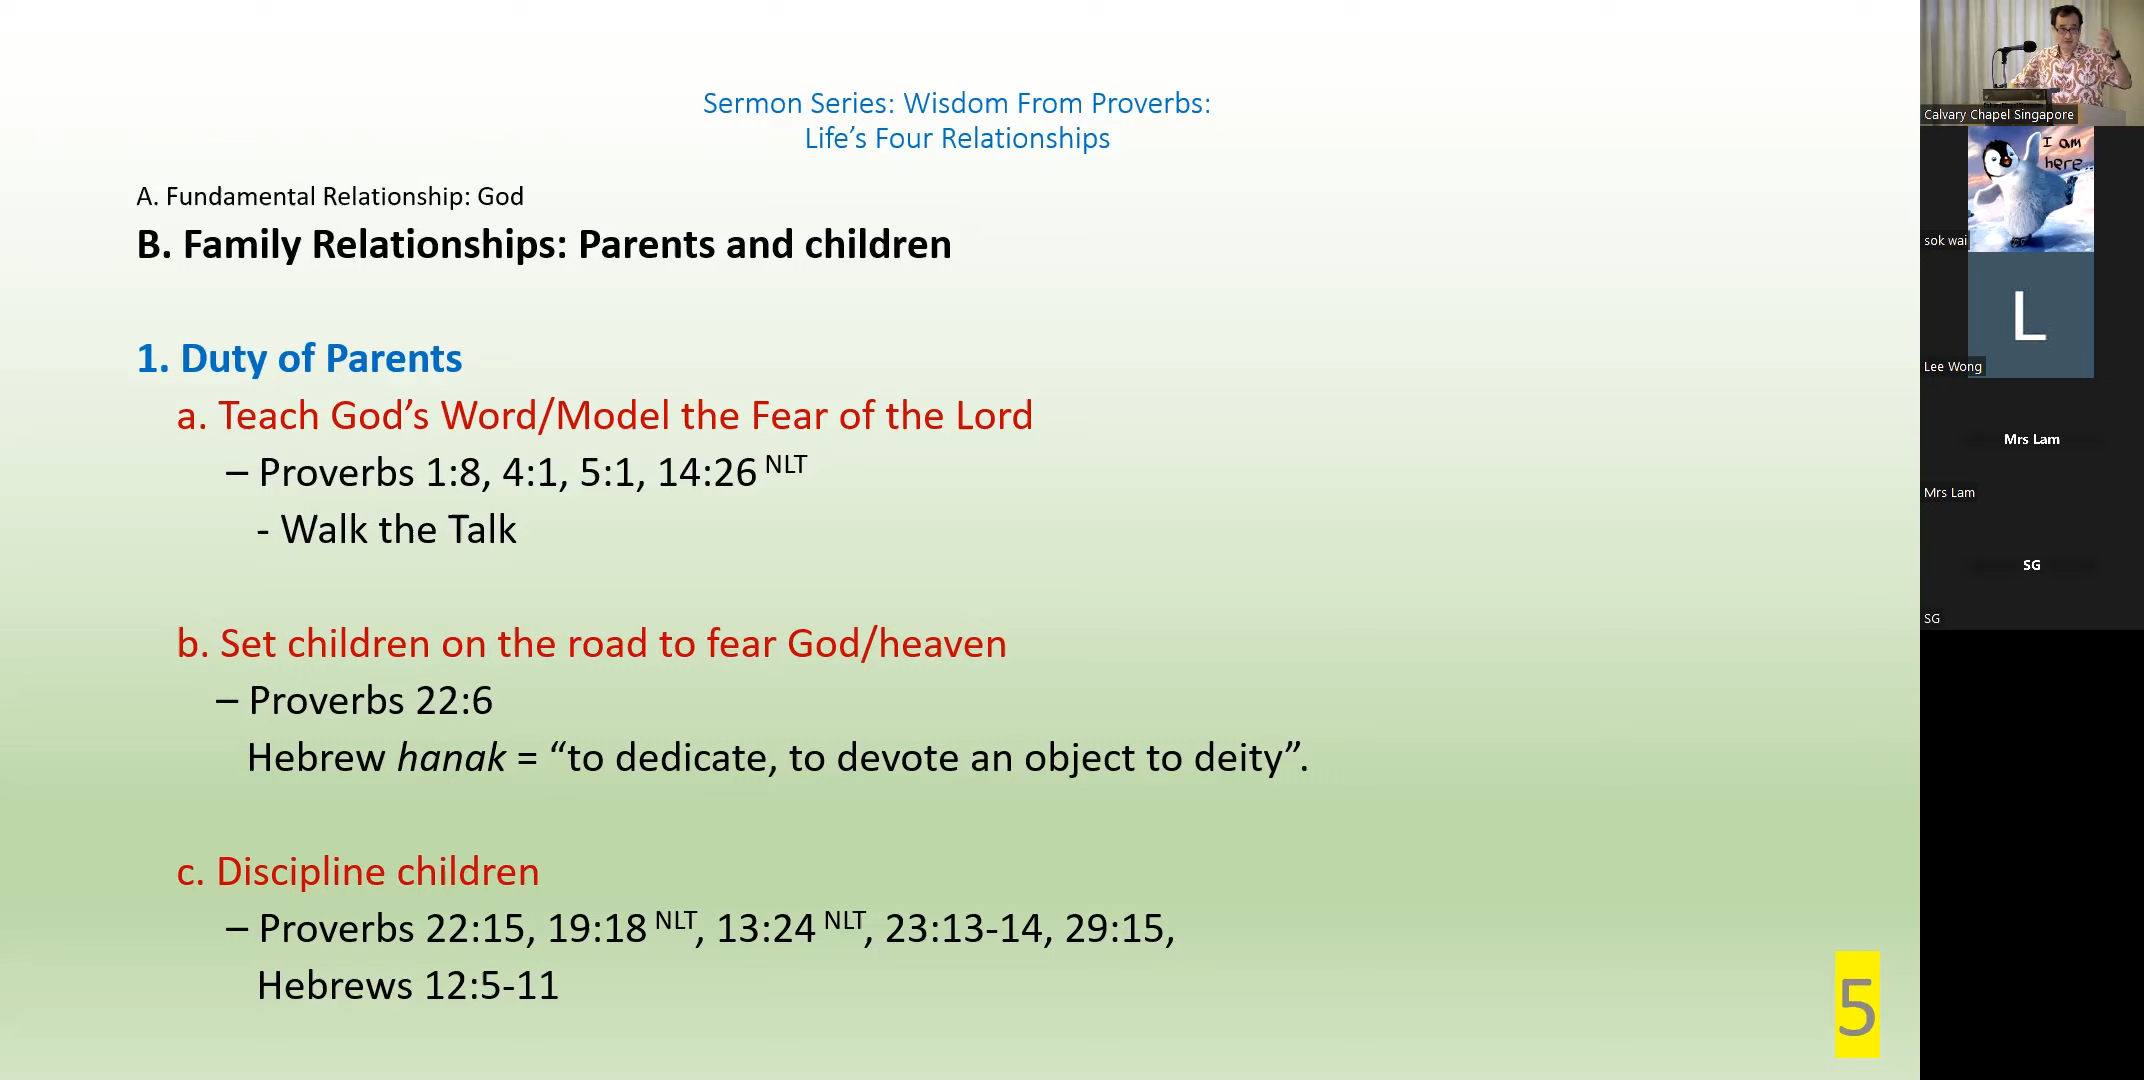 Sermon Series: Wisdom From Proverbs:
Life’s Four Relationships
A. Fundamental Relationship: God
B. Family Relationships: Parents and children
1. Duty of Parents
a. Teach God’s Word/Model the Fear of the Lord
– Proverbs 1:8, 4:1, 5:1, 14:26 NLT
- Walk the Talk
b. Set children on the road to fear God/heaven
– Proverbs 22:6
Hebrew hanak = “to dedicate, to devote an object to deity”.
c. Discipline children
– Proverbs 22:15, 19:18 NLT, 13:24 NLT, 23:13-14, 29:15,
Hebrews 12:5-11
5
Calvary Chapel Singapore
I am
here
sok wai
L
Lee Wong
Mrs Lam
Mrs Lam
SG
SG